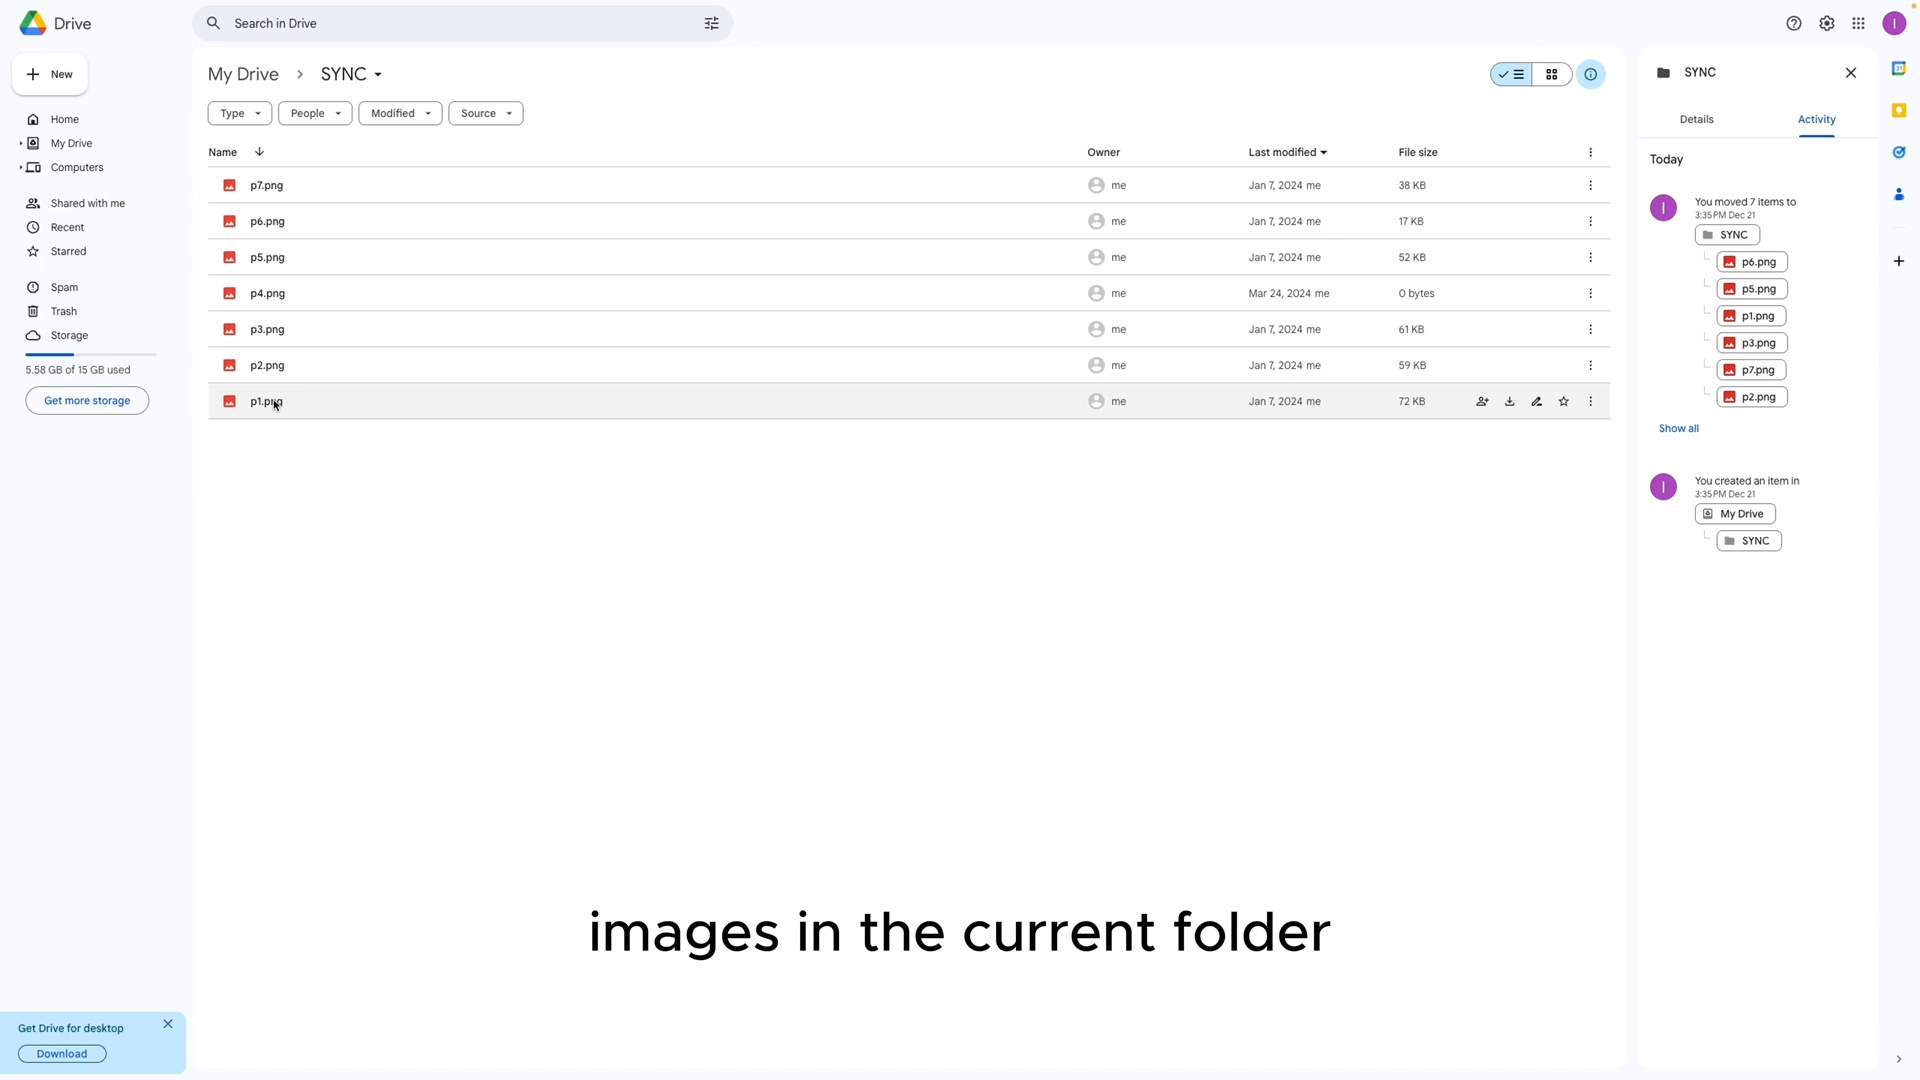 Drive
Search in Drive
New
Home
My Drive
Computers
Shared with me
Recent
Starred
Spam
Trash
Storage
5.58 GB of 15 GB used
Get more storage
Get Drive for desktop
Download
My Drive > SYNC
Type People Modified Source
Name Owner Last modified File size
p7.png me Jan 7, 2024 me 38 KB
p6.png me Jan 7, 2024 me 17 KB
p5.png me Jan 7, 2024 me 52 KB
p4.png me Mar 24, 2024 me 0 bytes
p3.png me Jan 7, 2024 me 61 KB
p2.png me Jan 7, 2024 me 59 KB
p1.png me Jan 7, 2024 me 72 KB
images in the current folder
SYNC
Details Activity
Today
I
You moved 7 items to
3:35 PM Dec 21
SYNC
p6.png
p5.png
p1.png
p3.png
p7.png
p2.png
Show all
I
You created an item in
3:35 PM Dec 21
My Drive
SYNC
I
31